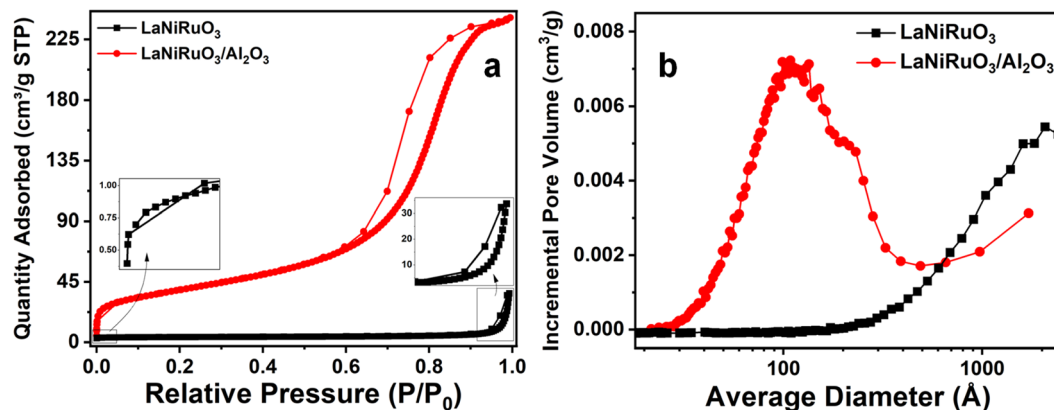 LaNiRuO₃
LaNiRuO₃/Al₂O₃
a
Quantity Adsorbed (cm³/g STP)
225
180
135
90
45
0
1.00
0.75
0.50
30
20
10
0.0 0.2 0.4 0.6 0.8 1.0
Relative Pressure (P/P₀)
LaNiRuO₃
LaNiRuO₃/Al₂O₃
b
Incremental Pore Volume (cm³/g)
0.008
0.006
0.004
0.002
0.000
100 1000
Average Diameter (Å)